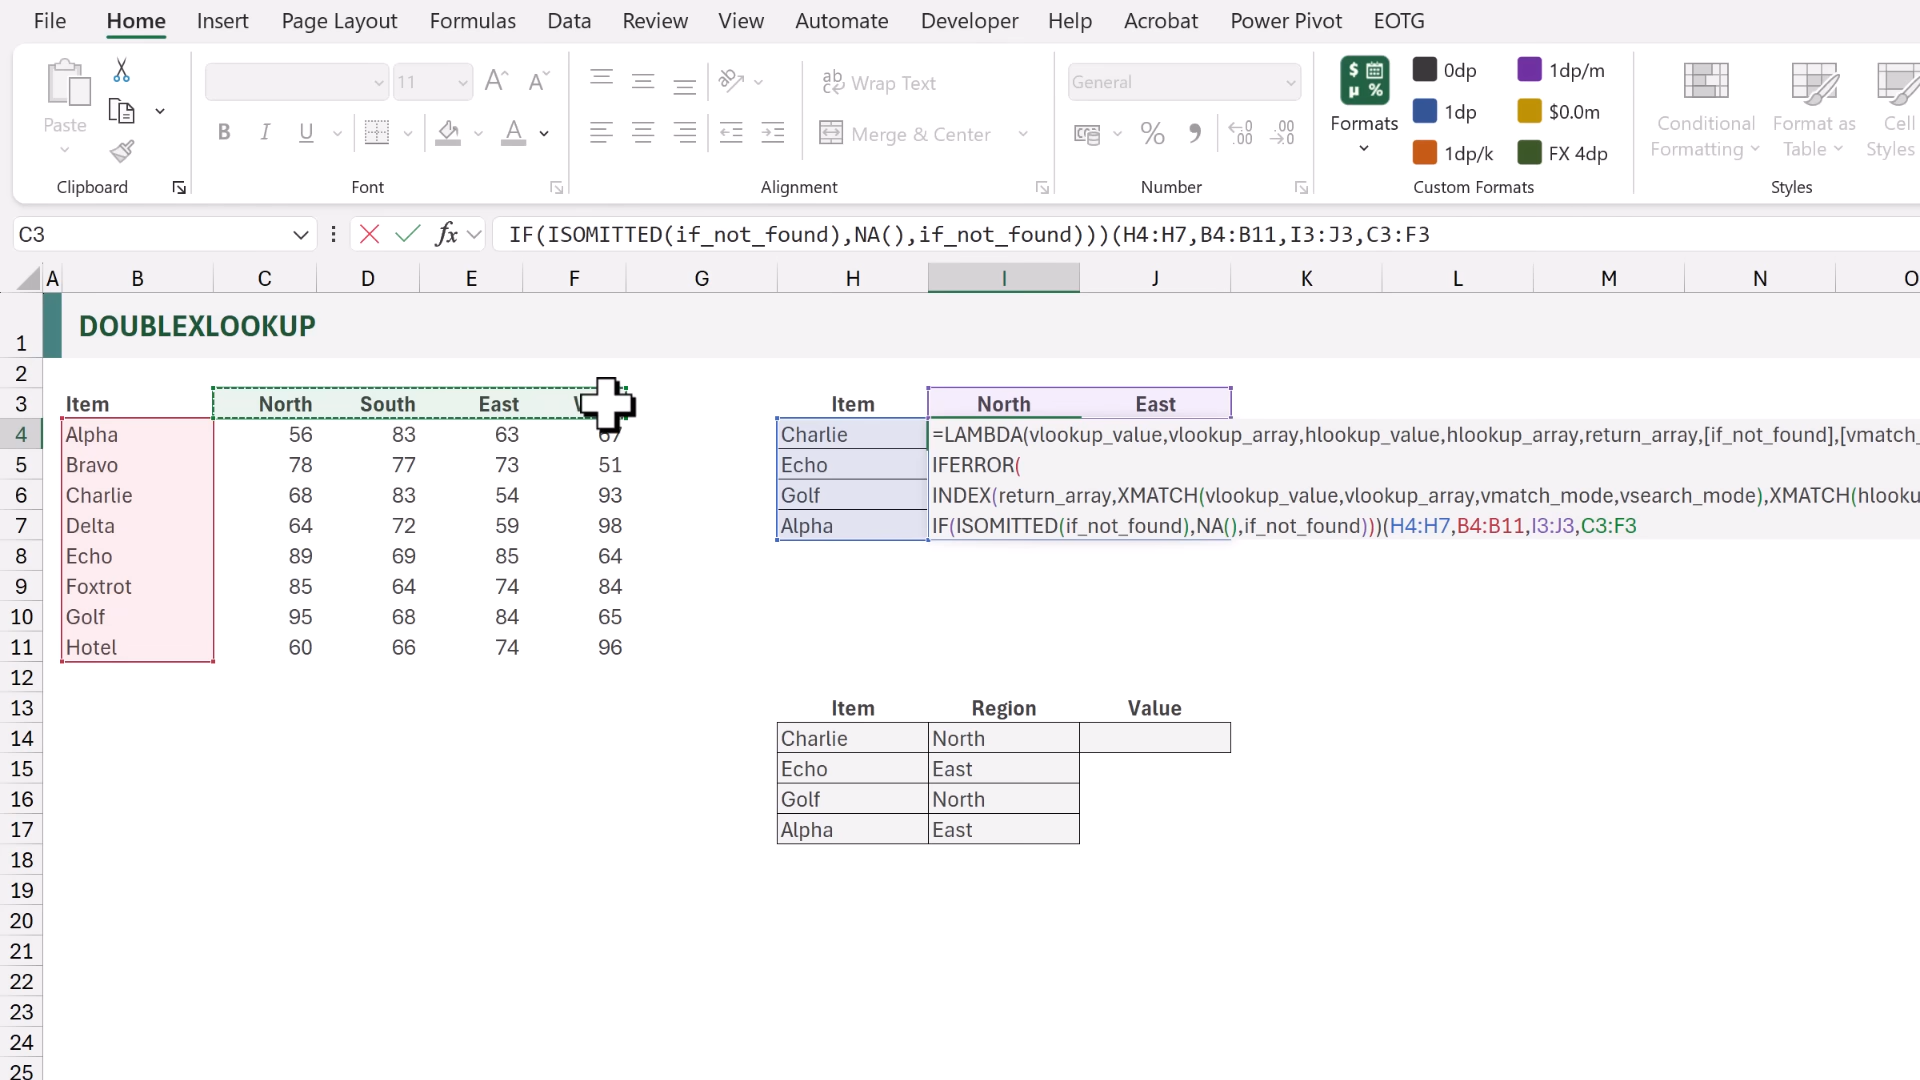 File Home Insert Page Layout Formulas Data Review View Automate Developer Help Acrobat Power Pivot EOTG
Paste
Clipboard
11
B I U
Font
ab Wrap Text
Merge & Center
Alignment
General
% .00 .00
Number
$ % µ
Formats
0dp 1dp/m
1dp $0.0m
1dp/k FX 4dp
Custom Formats
Conditional Formatting
Format as Table
Cell Styles
Styles
C3 fx IF(ISOMITTED(if_not_found),NA(),if_not_found)))(H4:H7,B4:B11,I3:J3,C3:F3
A B C D E F G H I J K L M N O
1 DOUBLEXLOOKUP
2
3 Item North South East Item North East
4 Alpha 56 83 63 67 Charlie =LAMBDA(vlookup_value,vlookup_array,hlookup_value,hlookup_array,return_array,[if_not_found],[vmatch_
5 Bravo 78 77 73 51 Echo IFERROR(
6 Charlie 68 83 54 93 Golf INDEX(return_array,XMATCH(vlookup_value,vlookup_array,vmatch_mode,vsearch_mode),XMATCH(hlooku
7 Delta 64 72 59 98 Alpha IF(ISOMITTED(if_not_found),NA(),if_not_found)))(H4:H7,B4:B11,I3:J3,C3:F3
8 Echo 89 69 85 64
9 Foxtrot 85 64 74 84
10 Golf 95 68 84 65
11 Hotel 60 66 74 96
12
13 Item Region Value
14 Charlie North
15 Echo East
16 Golf North
17 Alpha East
18
19
20
21
22
23
24
25